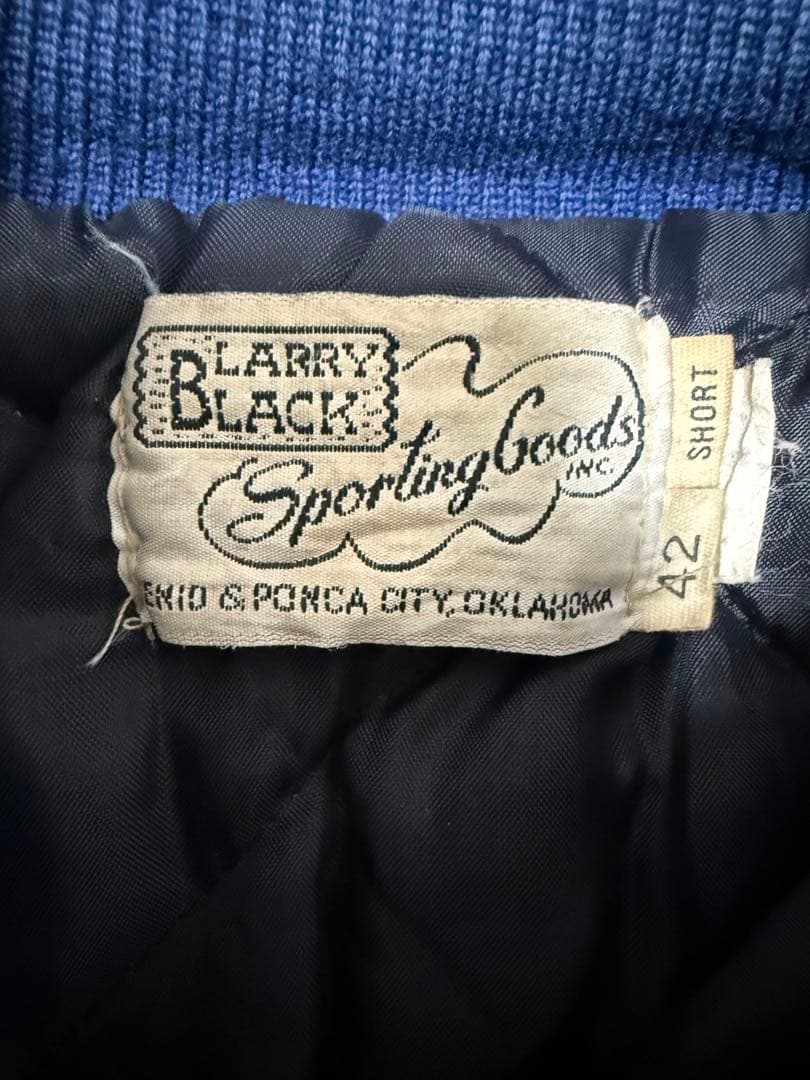 LARRY
BLACK
Sporting Goods
INC.
ENID & PONCA CITY, OKLAHOMA
42
SHORT